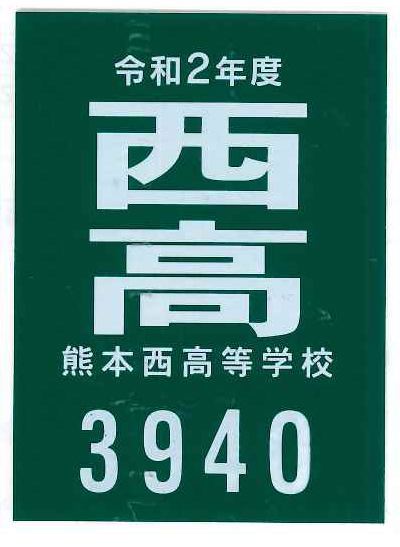 令和2年度
西
高
熊本西高等学校
3940